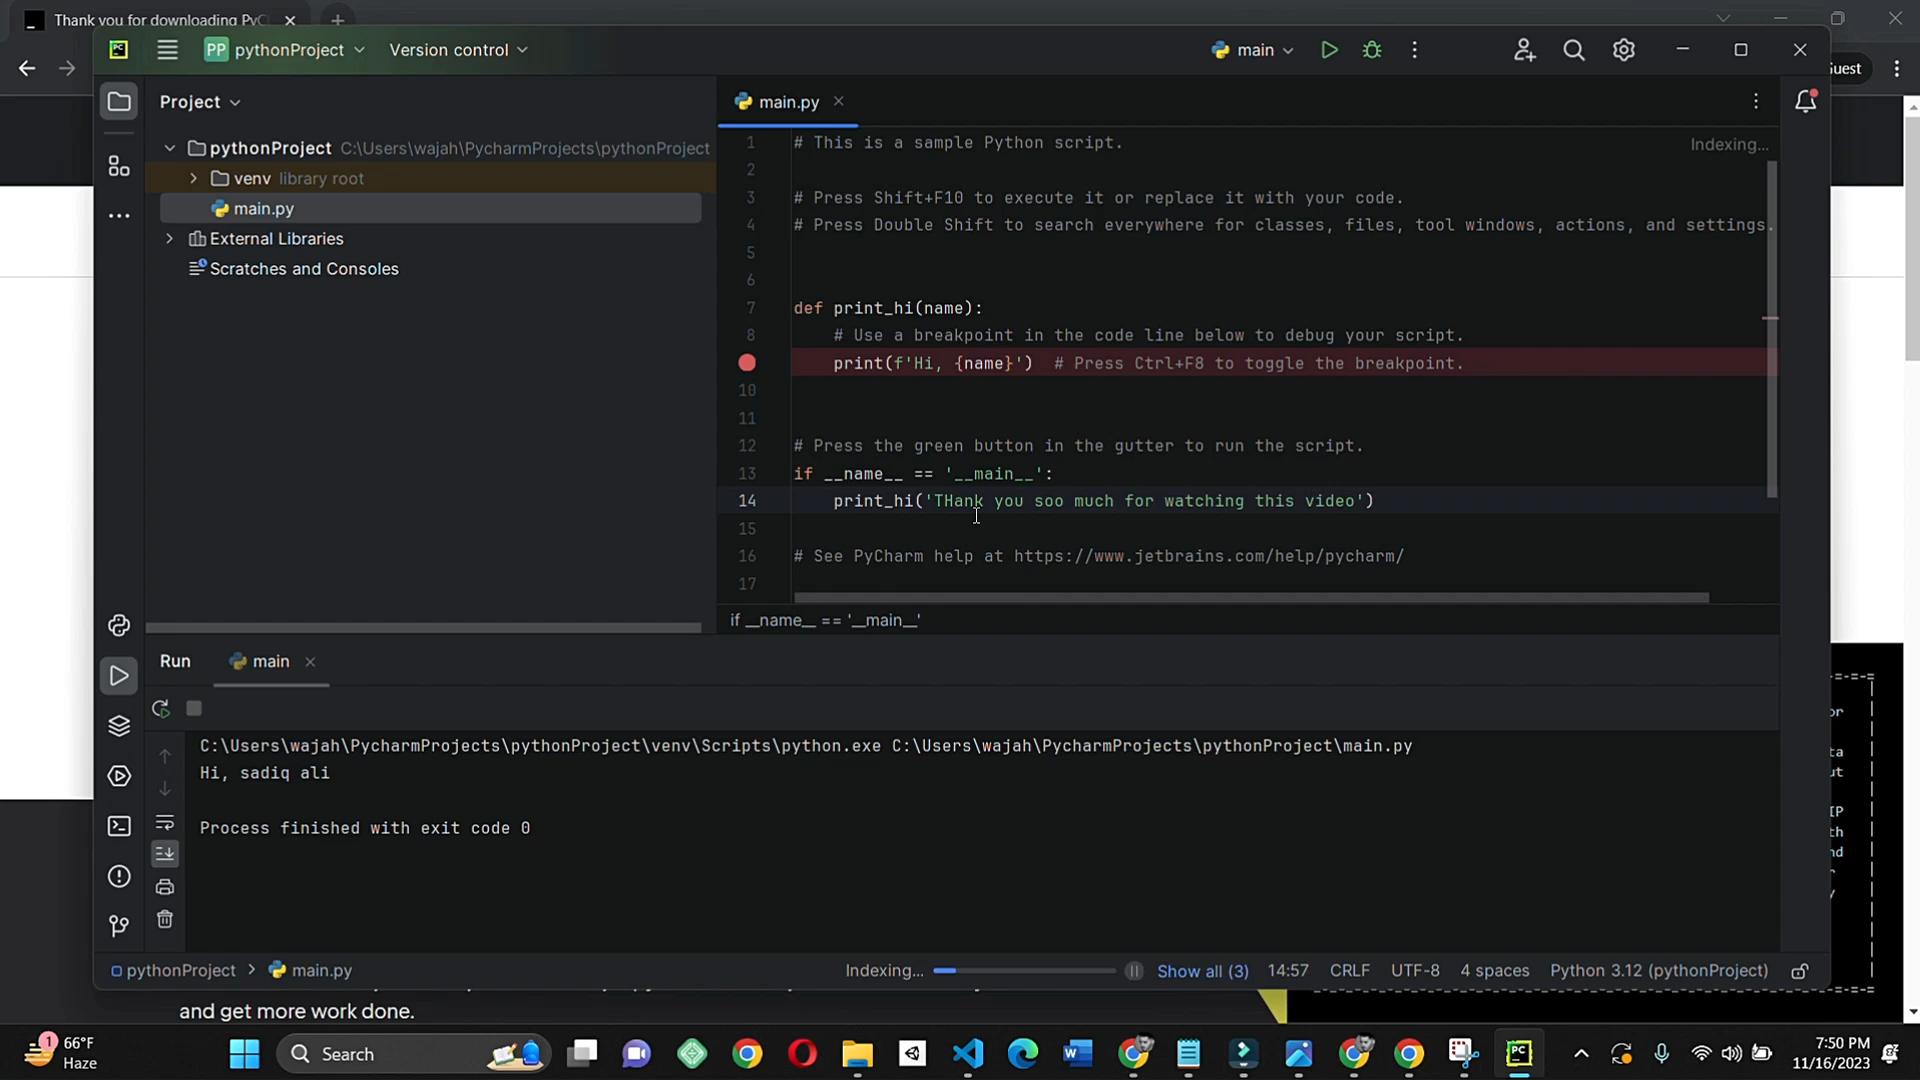 Thank you for downloading PyC
PC
PP pythonProject
Version control
main
Guest
Project
pythonProject C:\Users\wajah\PycharmProjects\pythonProject
venv library root
main.py
External Libraries
Scratches and Consoles
main.py
Indexing...
1 # This is a sample Python script.
2
3 # Press Shift+F10 to execute it or replace it with your code.
4 # Press Double Shift to search everywhere for classes, files, tool windows, actions, and settings.
5
6
7 def print_hi(name):
8 # Use a breakpoint in the code line below to debug your script.
print(f'Hi, {name}') # Press Ctrl+F8 to toggle the breakpoint.
10
11
12 # Press the green button in the gutter to run the script.
13 if __name__ == '__main__':
14 print_hi('THank you soo much for watching this video')
15
16 # See PyCharm help at https://www.jetbrains.com/help/pycharm/
17
if __name__ == '__main__'
Run
main
C:\Users\wajah\PycharmProjects\pythonProject\venv\Scripts\python.exe C:\Users\wajah\PycharmProjects\pythonProject\main.py
Hi, sadiq ali
Process finished with exit code 0
pythonProject > main.py
Indexing...
Show all (3)
14:57
CRLF
UTF-8
4 spaces
Python 3.12 (pythonProject)
and get more work done.
1
66°F
Haze
Search
PC
7:50 PM
11/16/2023